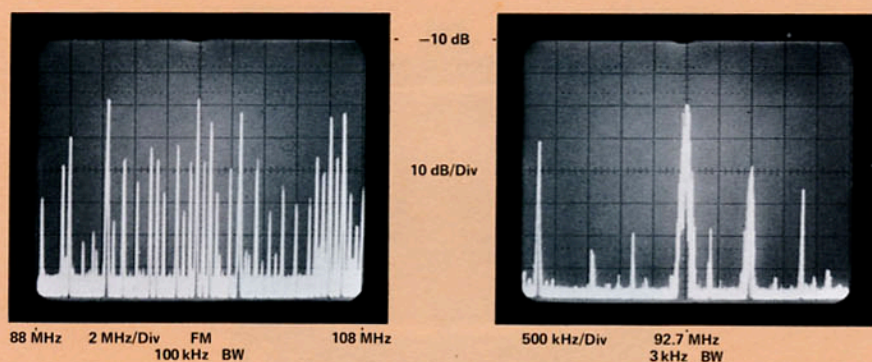 −10 dB
10 dB/Div
88 MHz 2 MHz/Div FM 108 MHz
100 kHz BW
500 kHz/Div 92.7 MHz
3 kHz BW